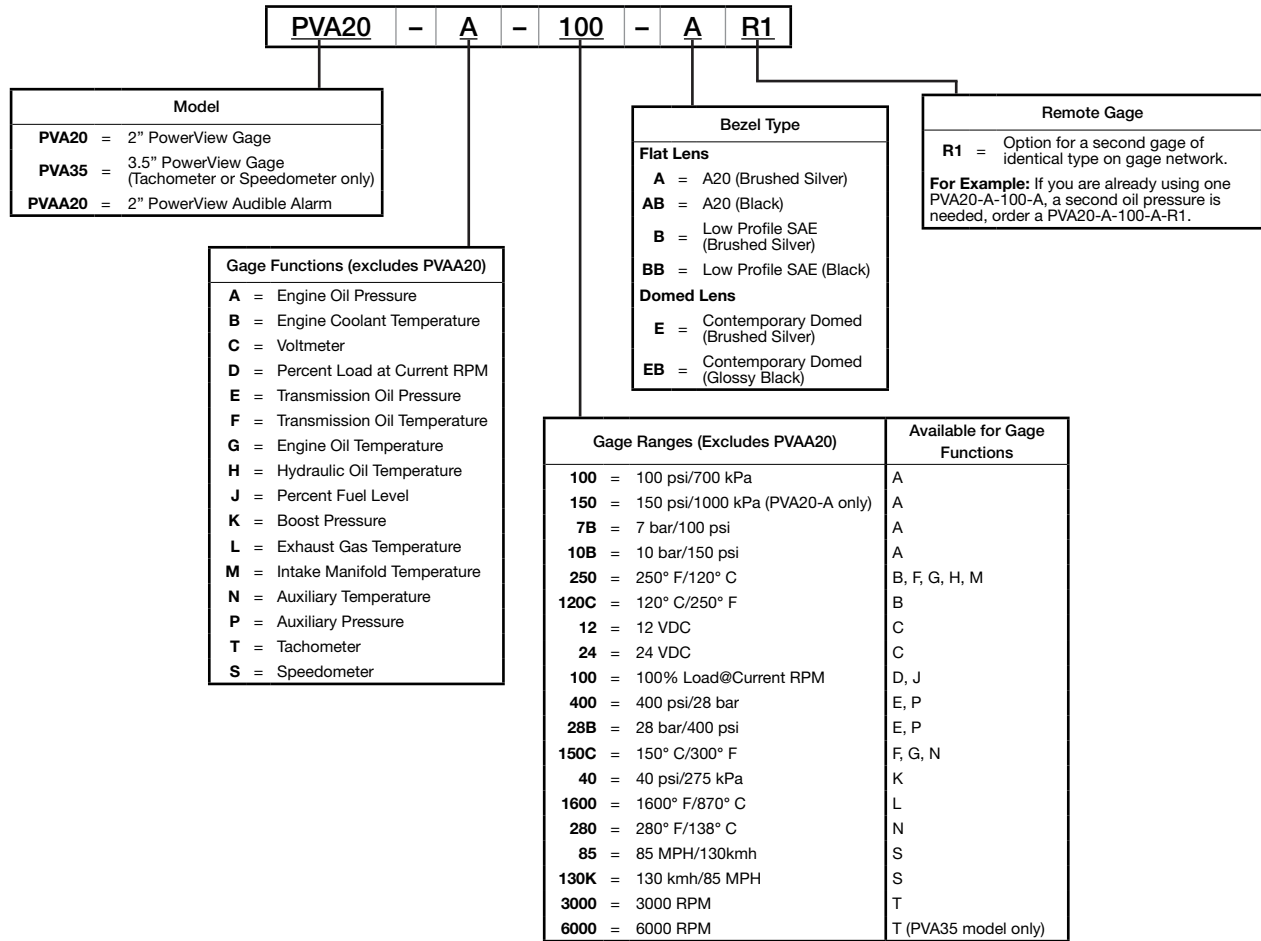 PVA20 – A – 100 – A R1
Model
PVA20 = 2” PowerView Gage
PVA35 = 3.5” PowerView Gage
(Tachometer or Speedometer only)
PVAA20 = 2” PowerView Audible Alarm
Gage Functions (excludes PVAA20)
A = Engine Oil Pressure
B = Engine Coolant Temperature
C = Voltmeter
D = Percent Load at Current RPM
E = Transmission Oil Pressure
F = Transmission Oil Temperature
G = Engine Oil Temperature
H = Hydraulic Oil Temperature
J = Percent Fuel Level
K = Boost Pressure
L = Exhaust Gas Temperature
M = Intake Manifold Temperature
N = Auxiliary Temperature
P = Auxiliary Pressure
T = Tachometer
S = Speedometer
Bezel Type
Flat Lens
A = A20 (Brushed Silver)
AB = A20 (Black)
B = Low Profile SAE
(Brushed Silver)
BB = Low Profile SAE (Black)
Domed Lens
E = Contemporary Domed
(Brushed Silver)
EB = Contemporary Domed
(Glossy Black)
Remote Gage
R1 = Option for a second gage of
identical type on gage network.
For Example: If you are already using one
PVA20-A-100-A, a second oil pressure is
needed, order a PVA20-A-100-A-R1.
Gage Ranges (Excludes PVAA20) Available for Gage
Functions
100 = 100 psi/700 kPa A
150 = 150 psi/1000 kPa (PVA20-A only) A
7B = 7 bar/100 psi A
10B = 10 bar/150 psi A
250 = 250° F/120° C B, F, G, H, M
120C = 120° C/250° F B
12 = 12 VDC C
24 = 24 VDC C
100 = 100% Load@Current RPM D, J
400 = 400 psi/28 bar E, P
28B = 28 bar/400 psi E, P
150C = 150° C/300° F F, G, N
40 = 40 psi/275 kPa K
1600 = 1600° F/870° C L
280 = 280° F/138° C N
85 = 85 MPH/130kmh S
130K = 130 kmh/85 MPH S
3000 = 3000 RPM T
6000 = 6000 RPM T (PVA35 model only)